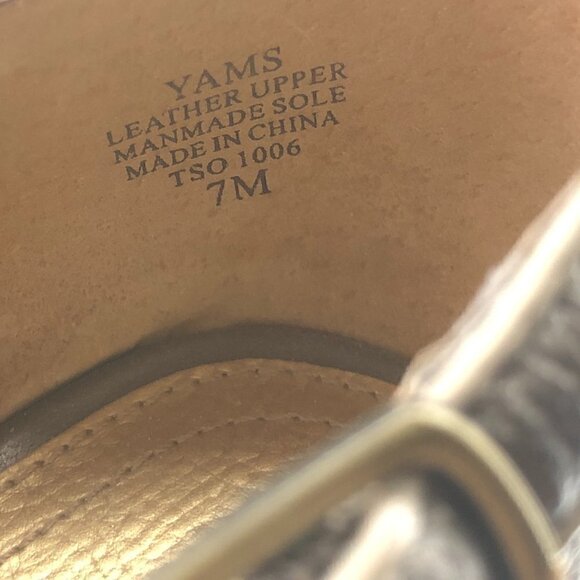 YAMS
LEATHER UPPER
MANMADE SOLE
MADE IN CHINA
TSO 1006
7M